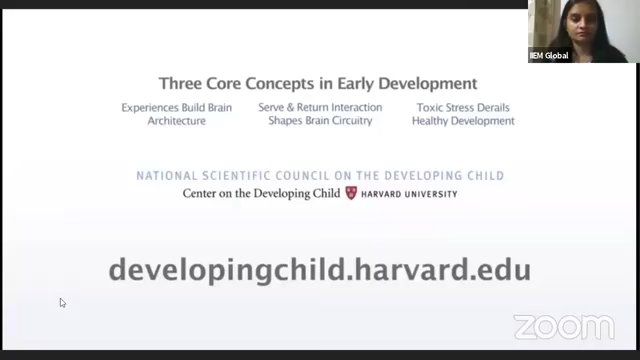 IIEM Global
Three Core Concepts in Early Development
Experiences Build Brain Architecture
Serve & Return Interaction Shapes Brain Circuitry
Toxic Stress Derails Healthy Development
NATIONAL SCIENTIFIC COUNCIL ON THE DEVELOPING CHILD
Center on the Developing Child HARVARD UNIVERSITY
developingchild.harvard.edu
zoom